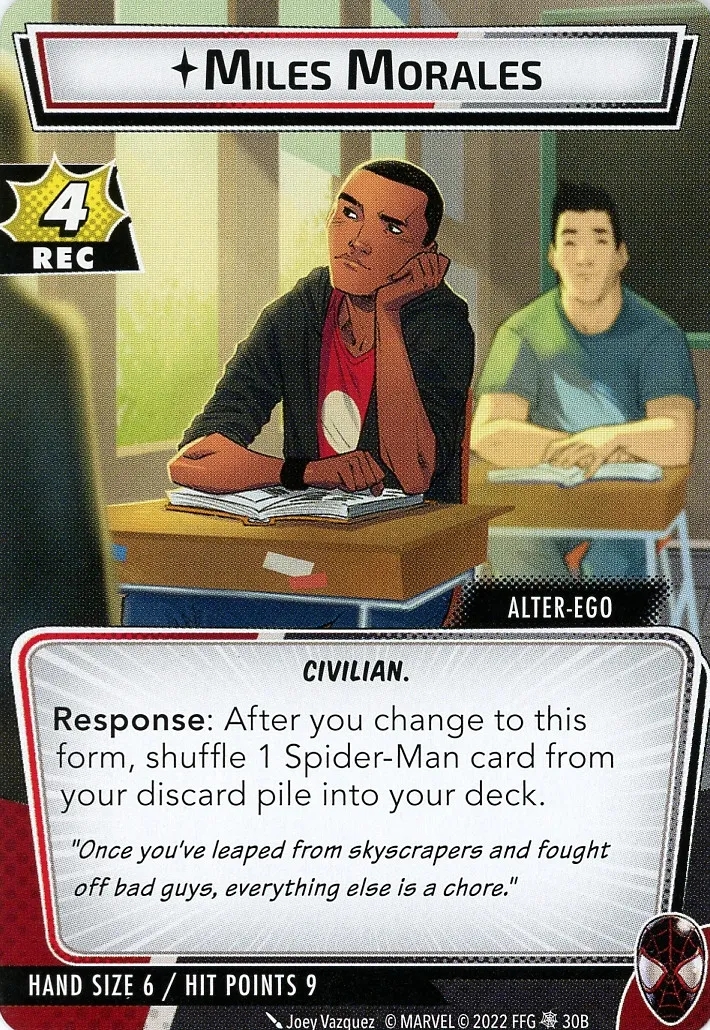 MILES MORALES
4
REC
ALTER-EGO
CIVILIAN.
Response: After you change to this
form, shuffle 1 Spider-Man card from
your discard pile into your deck.
"Once you've leaped from skyscrapers and fought
off bad guys, everything else is a chore."
HAND SIZE 6 / HIT POINTS 9
Joey Vazquez © MARVEL © 2022 FFG 30B